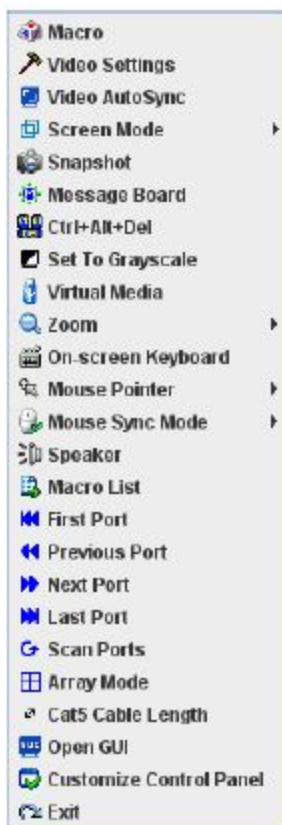 Macro
Video Settings
Video AutoSync
Screen Mode
Snapshot
Message Board
Ctrl+Alt+Del
Set To Grayscale
Virtual Media
Zoom
On-screen Keyboard
Mouse Pointer
Mouse Sync Mode
Speaker
Macro List
First Port
Previous Port
Next Port
Last Port
Scan Ports
Array Mode
Cat5 Cable Length
Open GUI
Customize Control Panel
Exit